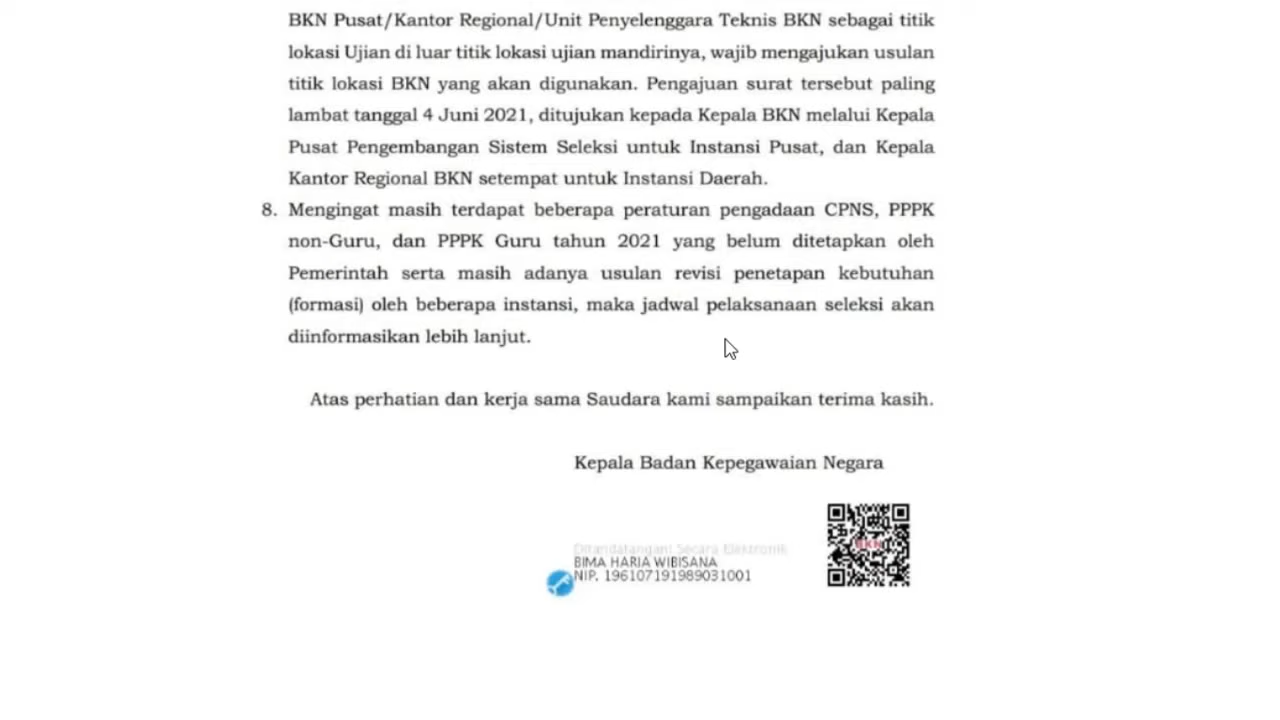 BKN Pusat/Kantor Regional/Unit Penyelenggara Teknis BKN sebagai titik
lokasi Ujian di luar titik lokasi ujian mandirinya, wajib mengajukan usulan
titik lokasi BKN yang akan digunakan. Pengajuan surat tersebut paling
lambat tanggal 4 Juni 2021, ditujukan kepada Kepala BKN melalui Kepala
Pusat Pengembangan Sistem Seleksi untuk Instansi Pusat, dan Kepala
Kantor Regional BKN setempat untuk Instansi Daerah.
8. Mengingat masih terdapat beberapa peraturan pengadaan CPNS, PPPK
non-Guru, dan PPPK Guru tahun 2021 yang belum ditetapkan oleh
Pemerintah serta masih adanya usulan revisi penetapan kebutuhan
(formasi) oleh beberapa instansi, maka jadwal pelaksanaan seleksi akan
diinformasikan lebih lanjut.
Atas perhatian dan kerja sama Saudara kami sampaikan terima kasih.
Kepala Badan Kepegawaian Negara
Ditandatangani Secara Elektronik
BIMA HARIA WIBISANA
NIP. 196107191989031001
BKN